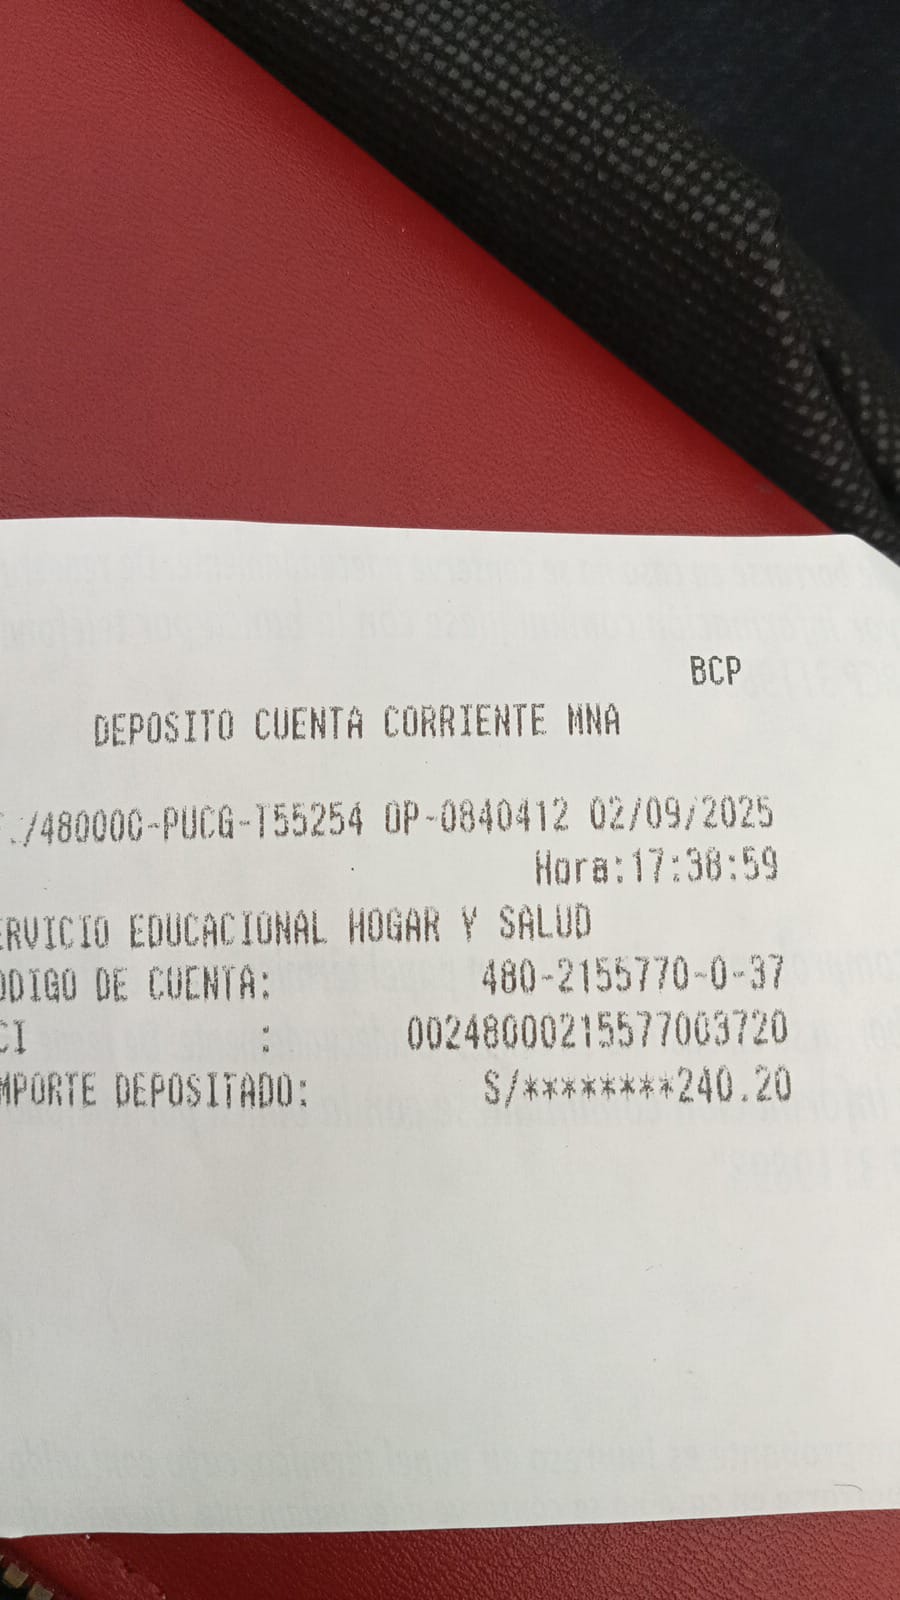 BCP
DEPOSITO CUENTA CORRIENTE MNA
./48000C-PUCG-T55254 OP-0840412 02/09/2025
Hora:17:38:59
ERVICIO EDUCACIONAL HOGAR Y SALUD
ODIGO DE CUENTA: 480-2155770-0-37
CI : 00248000215577003720
MPORTE DEPOSITADO: S/********240.20